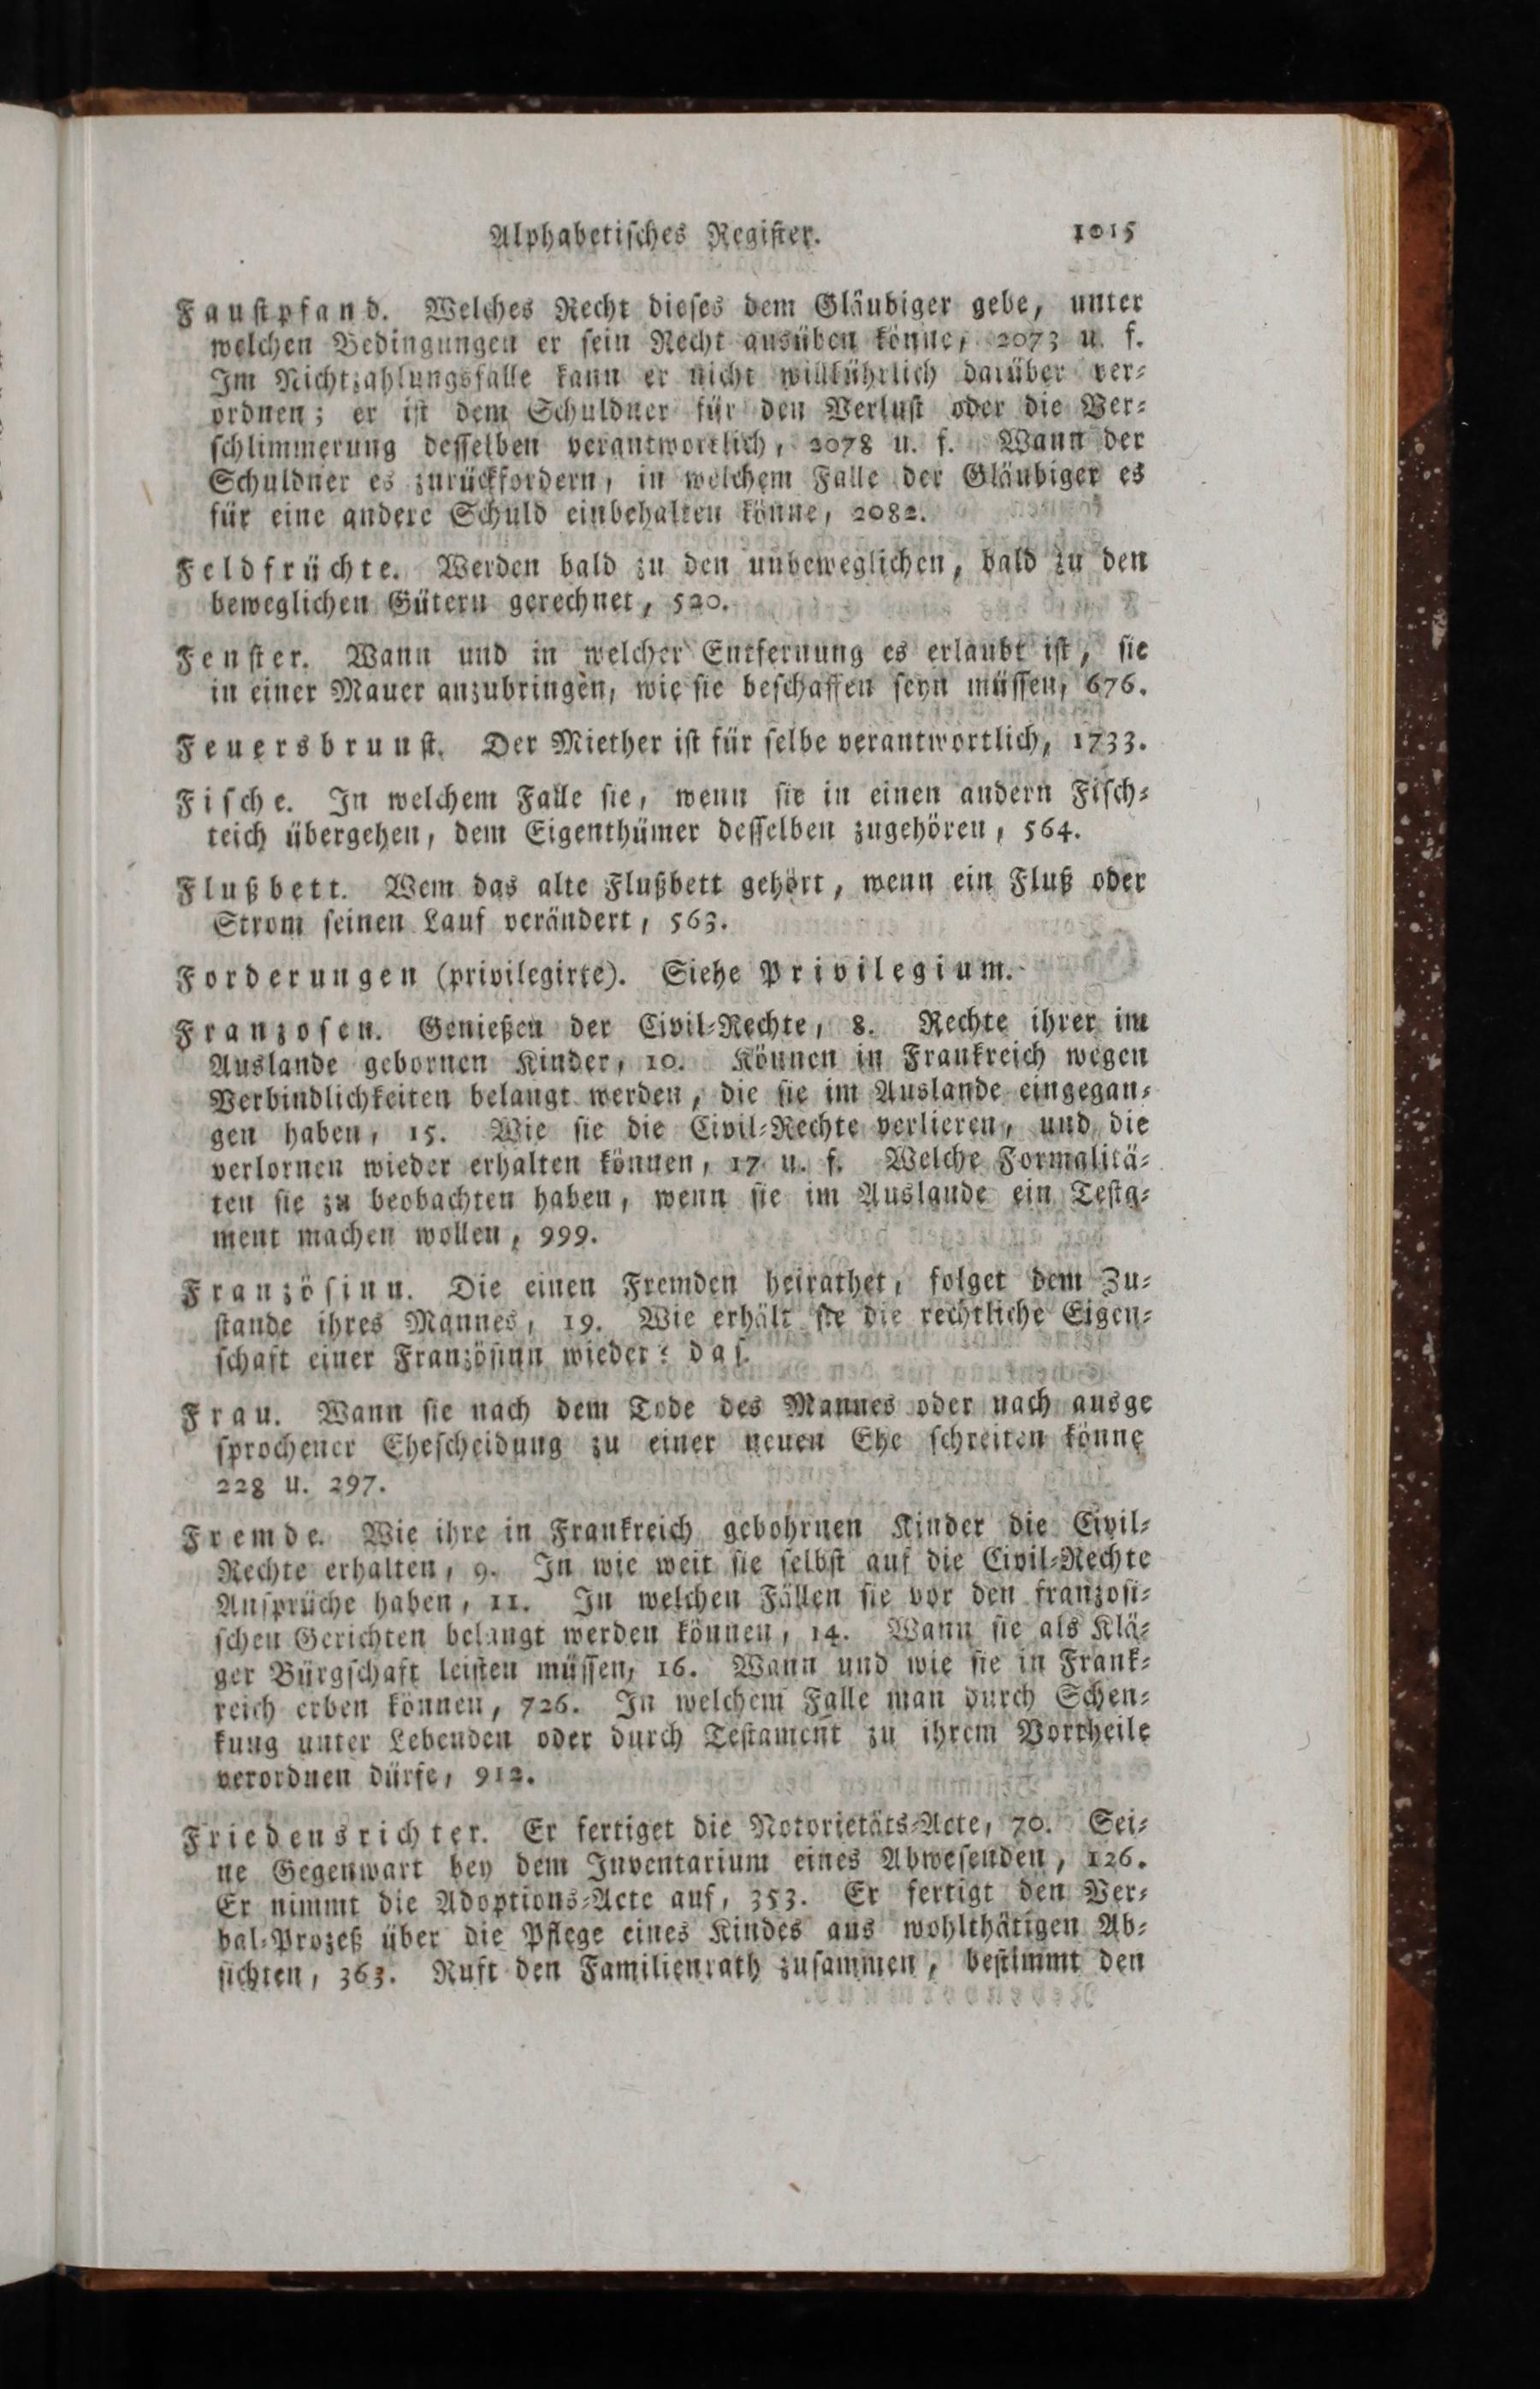 Alphabetisches Register. 1015
Faustpfand. Welches Recht dieses dem Gläubiger gebe, unter
welchen Bedingungen er sein Recht ausüben könne, 2073 u. f.
Im Nichtzahlungsfalle kann er nicht willkührlich darüber ver-
ordnen; er ist dem Schuldner für den Verlust oder die Ver-
schlimmerung desselben verantwortlich, 2078 u. f. Wann der
Schuldner es zurückfordern, in welchem Falle der Gläubiger es
für eine andere Schuld einbehalten könne, 2082.
Feldfrüchte. Werden bald zu den unbeweglichen, bald zu den
beweglichen Gütern gerechnet, 520.
Fenster. Wann und in welcher Entfernung es erlaubt ist, sie
in einer Mauer anzubringen, wie sie beschaffen seyn müssen, 676.
Feuersbrunst. Der Miether ist für selbe verantwortlich, 1733.
Fische. In welchem Falle sie, wenn sie in einen andern Fisch-
teich übergehen, dem Eigenthümer desselben zugehören, 564.
Flußbett. Wem das alte Flußbett gehört, wenn ein Fluß oder
Strom seinen Lauf verändert, 563.
Forderungen (privilegirte). Siehe Privilegium.
Franzosen. Genießen der Civil-Rechte, 8. Rechte ihrer im
Auslande gebornen Kinder, 10. Können in Frankreich wegen
Verbindlichkeiten belangt werden, die sie im Auslande eingegan-
gen haben, 15. Wie sie die Civil-Rechte verlieren, und die
verlornen wieder erhalten können, 17 u. f. Welche Formalitä-
ten sie zu beobachten haben, wenn sie im Auslande ein Testa-
ment machen wollen, 999.
Französinn. Die einen Fremden heirathet, folget dem Zu-
stande ihres Mannes, 19. Wie erhält sie die rechtliche Eigen-
schaft einer Französinn wieder? das.
Frau. Wann sie nach dem Tode des Mannes oder nach ausge
sprochener Ehescheidung zu einer neuen Ehe schreiten könne
228 u. 297.
Fremde. Wie ihre in Frankreich gebohrnen Kinder die Civil-
Rechte erhalten, 9. In wie weit sie selbst auf die Civil-Rechte
Ansprüche haben, 11. In welchen Fällen sie vor den französi-
schen Gerichten belangt werden können, 14. Wann sie als Klä-
ger Bürgschaft leisten müssen, 16. Wann und wie sie in Frank-
reich erben können, 726. In welchem Falle man durch Schen-
kung unter Lebenden oder durch Testament zu ihrem Vortheile
verordnen dürfe, 912.
Friedensrichter. Er fertiget die Notorietäts-Acte, 70. Sei-
ne Gegenwart bey dem Inventarium eines Abwesenden, 126.
Er nimmt die Adoptions-Acte auf, 353. Er fertigt den Ver-
bal-Prozeß über die Pflege eines Kindes aus wohlthätigen Ab-
sichten, 363. Ruft den Familienrath zusammen, bestimmt den